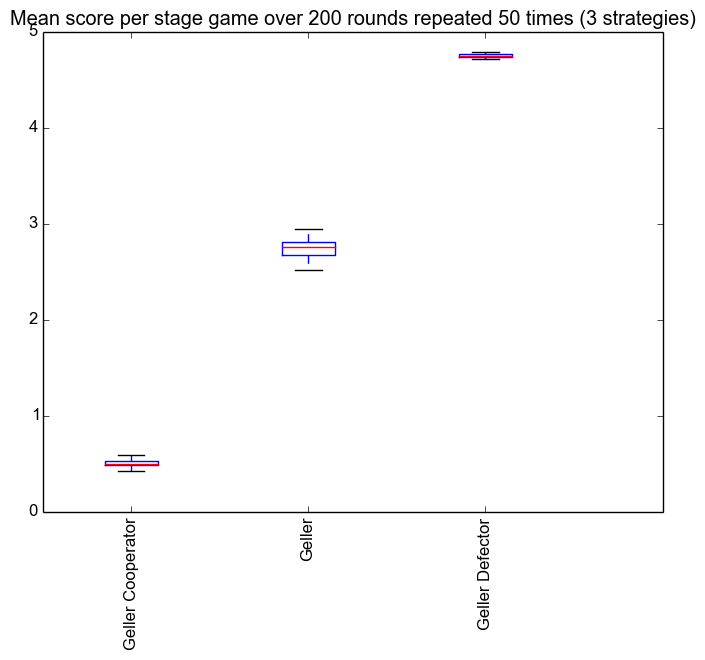 Mean score per stage game over 200 rounds repeated 50 times (3 strategies)
5
4
3
2
1
0
Geller Cooperator
Geller
Geller Defector